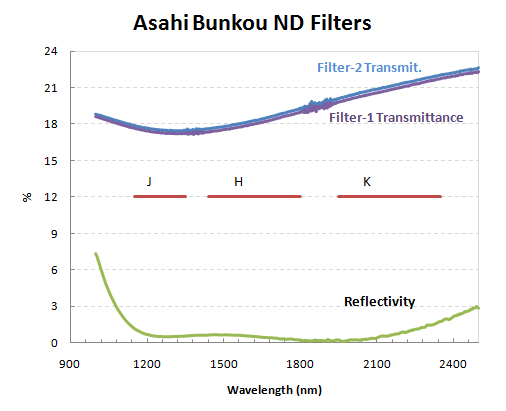 Asahi Bunkou ND Filters
24
21
18
15
12
9
6
3
0
%
Filter-2 Transmit.
Filter-1 Transmittance
J H K
Reflectivity
900 1200 1500 1800 2100 2400
Wavelength (nm)